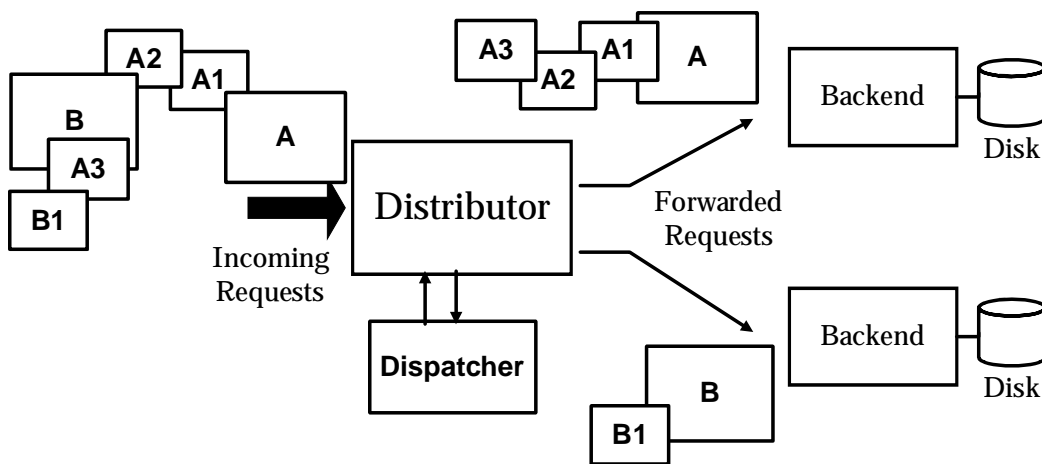 A2
A1
A
B
A3
B1
A3
A1
A2
A
Backend
Disk
Distributor
Incoming
Requests
Forwarded
Requests
Dispatcher
Backend
Disk
B
B1